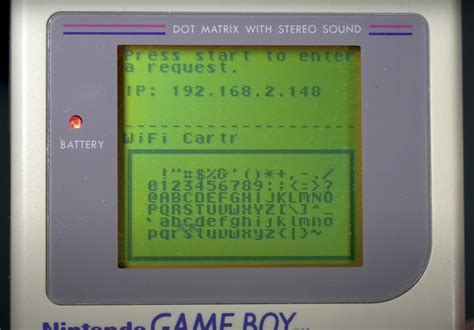 DOT MATRIX WITH STEREO SOUND
Press start to enter
a request.
IP: 192.168.2.148
BATTERY
WiFi Cartr
!"#$%&'()*+,-./
0123456789:;<=>?
@ABCDEFGHIJKLMNO
PQRSTUVWXYZ[\]^_
`abcdefghijklmno
pqrstuvwxyz{|}~
Nintendo GAME BOY